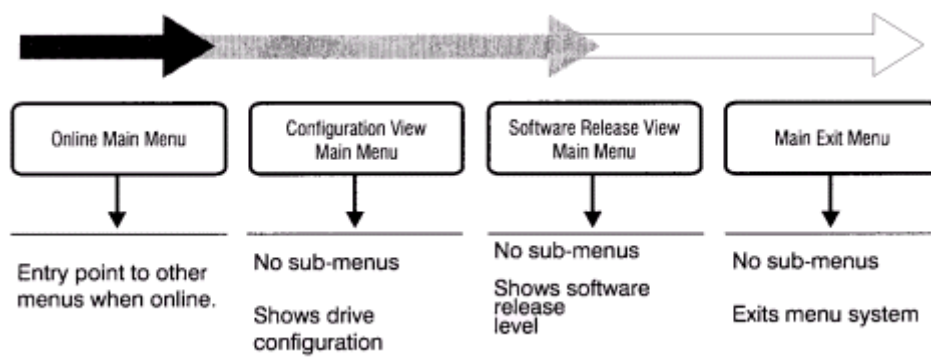 Online Main Menu
Configuration View
Main Menu
Software Release View
Main Menu
Main Exit Menu
Entry point to other
menus when online.
No sub-menus
Shows drive
configuration
No sub-menus
Shows software
release
level
No sub-menus
Exits menu system